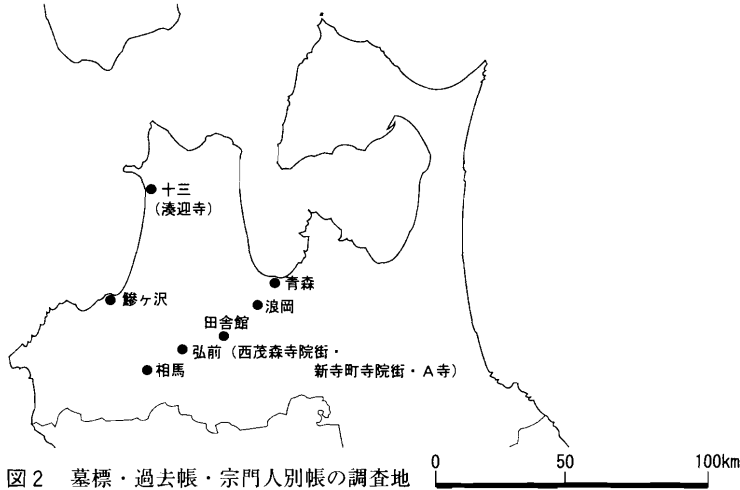 十三
(湊迎寺)
青森
鰺ヶ沢
浪岡
田舎館
弘前(西茂森寺院街・
新寺町寺院街・A寺)
相馬
0 50 100km
図2 墓標・過去帳・宗門人別帳の調査地